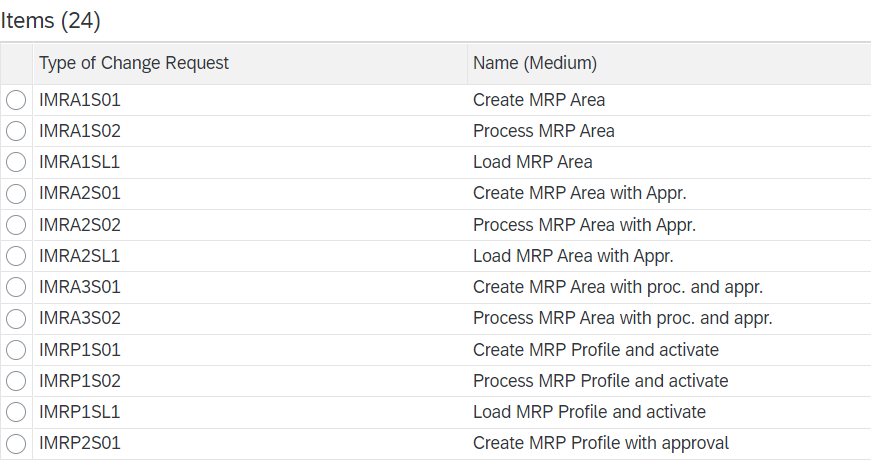 Items (24)
Type of Change Request Name (Medium)
IMRA1S01 Create MRP Area
IMRA1S02 Process MRP Area
IMRA1SL1 Load MRP Area
IMRA2S01 Create MRP Area with Appr.
IMRA2S02 Process MRP Area with Appr.
IMRA2SL1 Load MRP Area with Appr.
IMRA3S01 Create MRP Area with proc. and appr.
IMRA3S02 Process MRP Area with proc. and appr.
IMRP1S01 Create MRP Profile and activate
IMRP1S02 Process MRP Profile and activate
IMRP1SL1 Load MRP Profile and activate
IMRP2S01 Create MRP Profile with approval